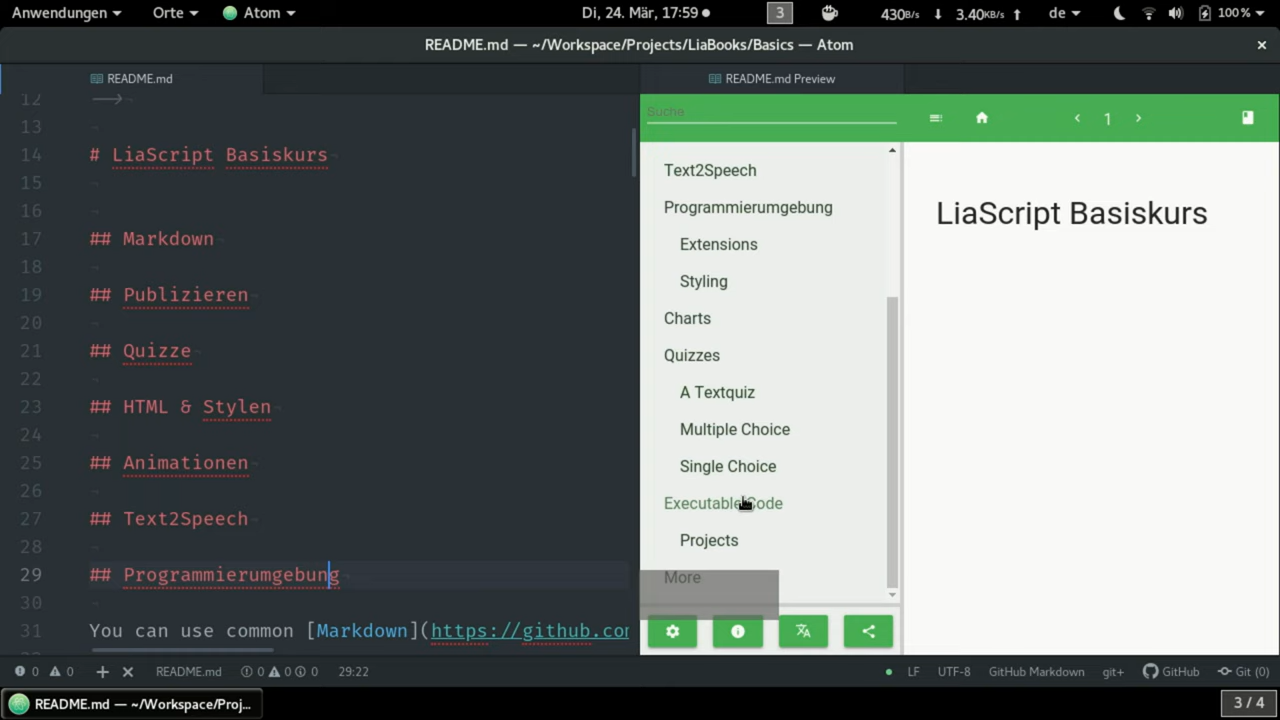 Anwendungen Orte Atom Di, 24. Mär, 17:59 3 430B/s 3.40KB/s de 100 %
README.md — ~/Workspace/Projects/LiaBooks/Basics — Atom
README.md README.md Preview
12 -->
13
14 # LiaScript Basiskurs
15
16
17 ## Markdown
18
19 ## Publizieren
20
21 ## Quizze
22
23 ## HTML & Stylen
24
25 ## Animationen
26
27 ## Text2Speech
28
29 ## Programmierumgebung
30
31 You can use common [Markdown](https://github.com
Suche
1
Text2Speech
Programmierumgebung
Extensions
Styling
Charts
Quizzes
A Textquiz
Multiple Choice
Single Choice
Executable Code
Projects
More
LiaScript Basiskurs
0 0 README.md 0 0 0 29:22 LF UTF-8 GitHub Markdown git+ GitHub Git (0)
README.md — ~/Workspace/Proj... 3 / 4